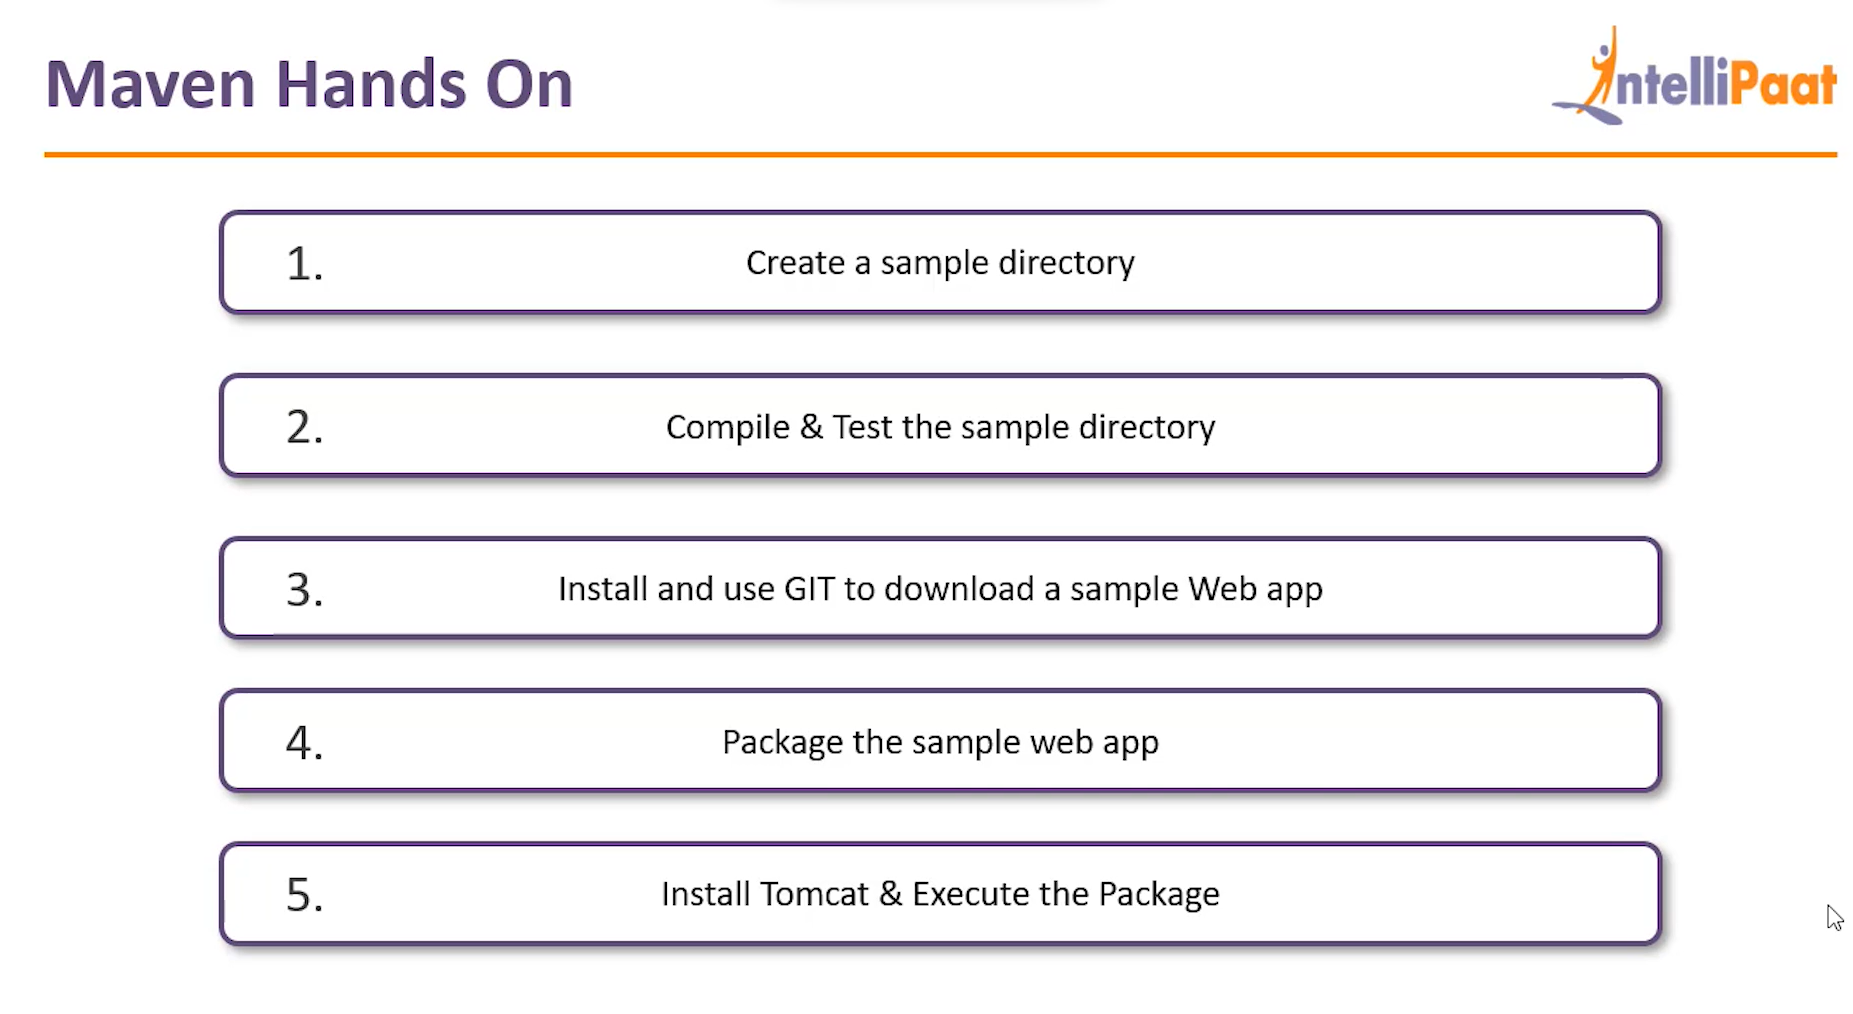 Maven Hands On
IntelliPaat
1. Create a sample directory
2. Compile & Test the sample directory
3. Install and use GIT to download a sample Web app
4. Package the sample web app
5. Install Tomcat & Execute the Package